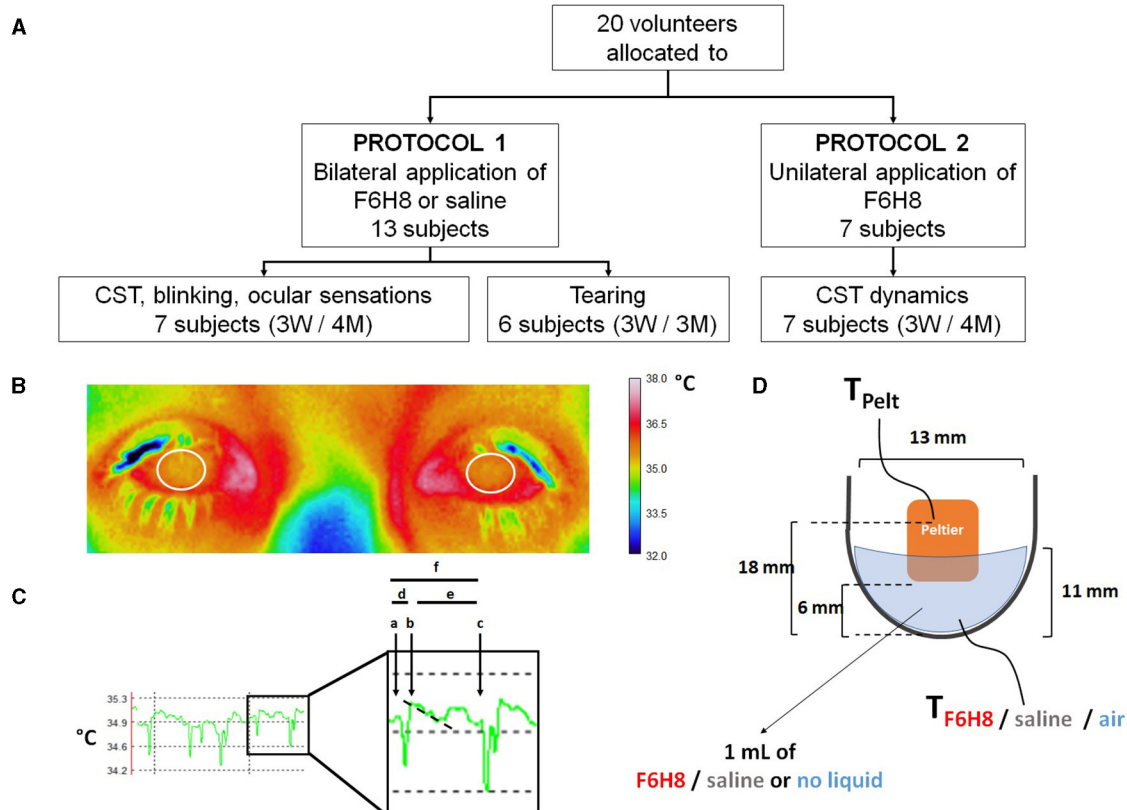 A
20 volunteers
allocated to
PROTOCOL 1
Bilateral application of
F6H8 or saline
13 subjects
PROTOCOL 2
Unilateral application of
F6H8
7 subjects
CST, blinking, ocular sensations
7 subjects (3W / 4M)
Tearing
6 subjects (3W / 3M)
CST dynamics
7 subjects (3W / 4M)
B
38.0 °C
36.5
35.0
33.5
32.0
C
f
d e
a b c
°C
35.3
34.9
34.6
34.2
D
TPelt
13 mm
Peltier
18 mm
6 mm
11 mm
TF6H8 / saline / air
1 mL of
F6H8 / saline or no liquid